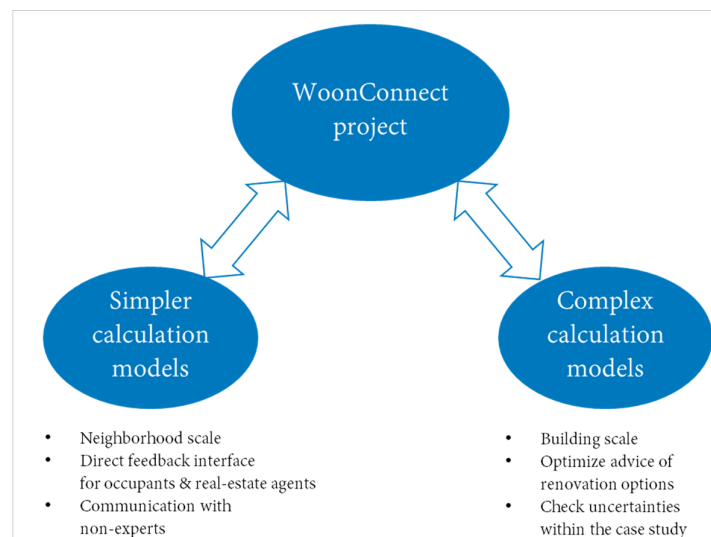 WoonConnect
project
Simpler
calculation
models
Complex
calculation
models
• Neighborhood scale
• Direct feedback interface
for occupants & real-estate agents
• Communication with
non-experts
• Building scale
• Optimize advice of
renovation options
• Check uncertainties
within the case study